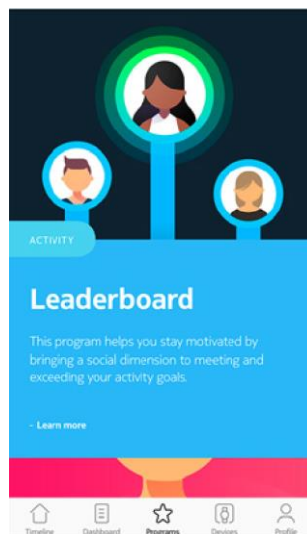 ACTIVITY
Leaderboard
This program helps you stay motivated by
bringing a social dimension to meeting and
exceeding your activity goals.
- Learn more
Timeline Dashboard Programs Devices Profile